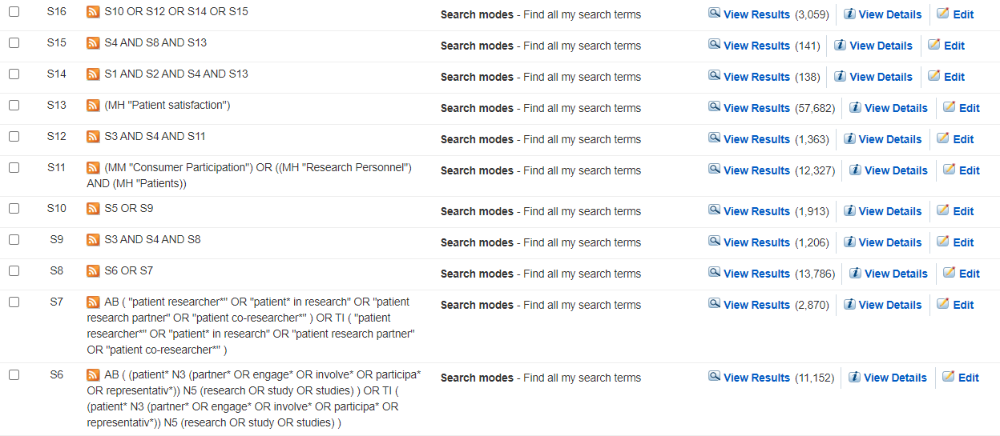 S16 S10 OR S12 OR S14 OR S15 Search modes - Find all my search terms View Results (3,059) View Details Edit
S15 S4 AND S8 AND S13 Search modes - Find all my search terms View Results (141) View Details Edit
S14 S1 AND S2 AND S4 AND S13 Search modes - Find all my search terms View Results (138) View Details Edit
S13 (MH "Patient satisfaction") Search modes - Find all my search terms View Results (57,682) View Details Edit
S12 S3 AND S4 AND S11 Search modes - Find all my search terms View Results (1,363) View Details Edit
S11 (MM "Consumer Participation") OR ((MH "Research Personnel") Search modes - Find all my search terms View Results (12,327) View Details Edit
AND (MH "Patients))
S10 S5 OR S9 Search modes - Find all my search terms View Results (1,913) View Details Edit
S9 S3 AND S4 AND S8 Search modes - Find all my search terms View Results (1,206) View Details Edit
S8 S6 OR S7 Search modes - Find all my search terms View Results (13,786) View Details Edit
S7 AB ( "patient researcher*" OR "patient* in research" OR "patient Search modes - Find all my search terms View Results (2,870) View Details Edit
research partner" OR "patient co-researcher*" ) OR TI ( "patient
researcher*" OR "patient* in research" OR "patient research partner"
OR "patient co-researcher*" )
S6 AB ( (patient* N3 (partner* OR engage* OR involve* OR participa* Search modes - Find all my search terms View Results (11,152) View Details Edit
OR representativ*)) N5 (research OR study OR studies) ) OR TI (
(patient* N3 (partner* OR engage* OR involve* OR participa* OR
representativ*)) N5 (research OR study OR studies) )